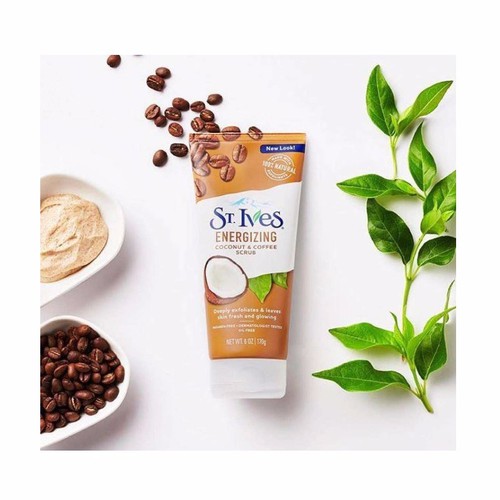 New Look!
100% NATURAL
ST. IVES
ENERGIZING
COCONUT & COFFEE
SCRUB
Deeply exfoliates & leaves
skin fresh and glowing
OIL FREE
NET WT. 6 OZ | 170g